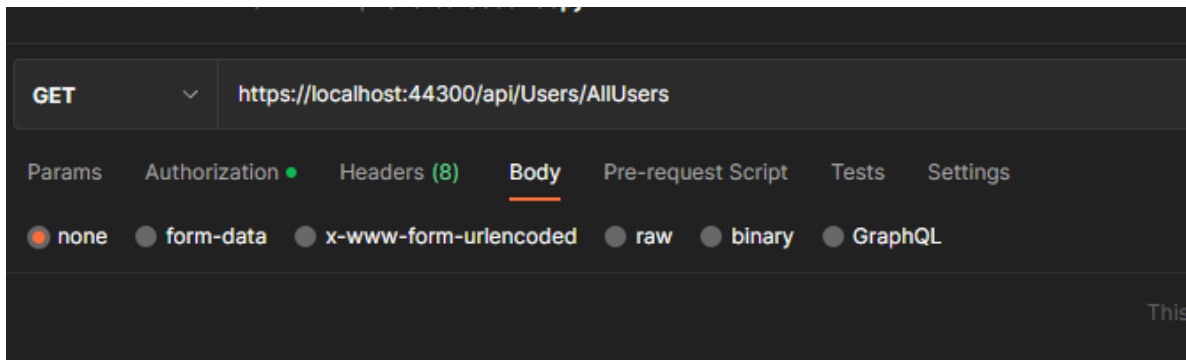 GET https://localhost:44300/api/Users/AllUsers
Params Authorization Headers (8) Body Pre-request Script Tests Settings
none form-data x-www-form-urlencoded raw binary GraphQL
This